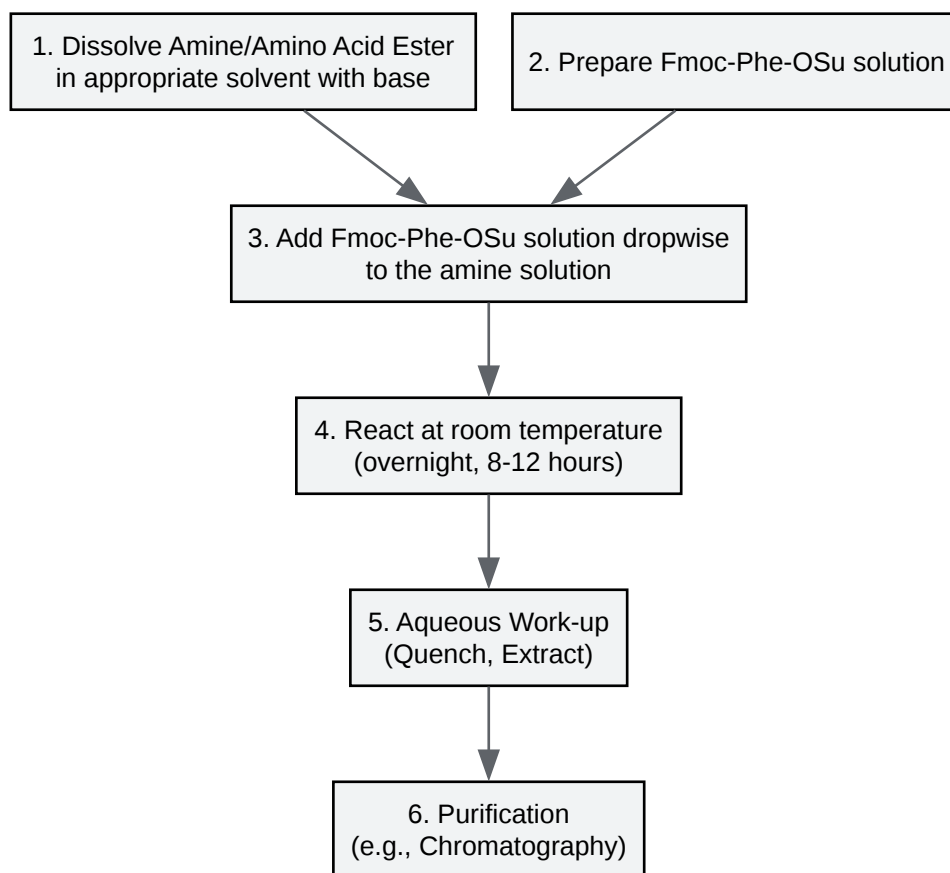 1. Dissolve Amine/Amino Acid Ester
in appropriate solvent with base
2. Prepare Fmoc-Phe-OSu solution
3. Add Fmoc-Phe-OSu solution dropwise
to the amine solution
4. React at room temperature
(overnight, 8-12 hours)
5. Aqueous Work-up
(Quench, Extract)
6. Purification
(e.g., Chromatography)